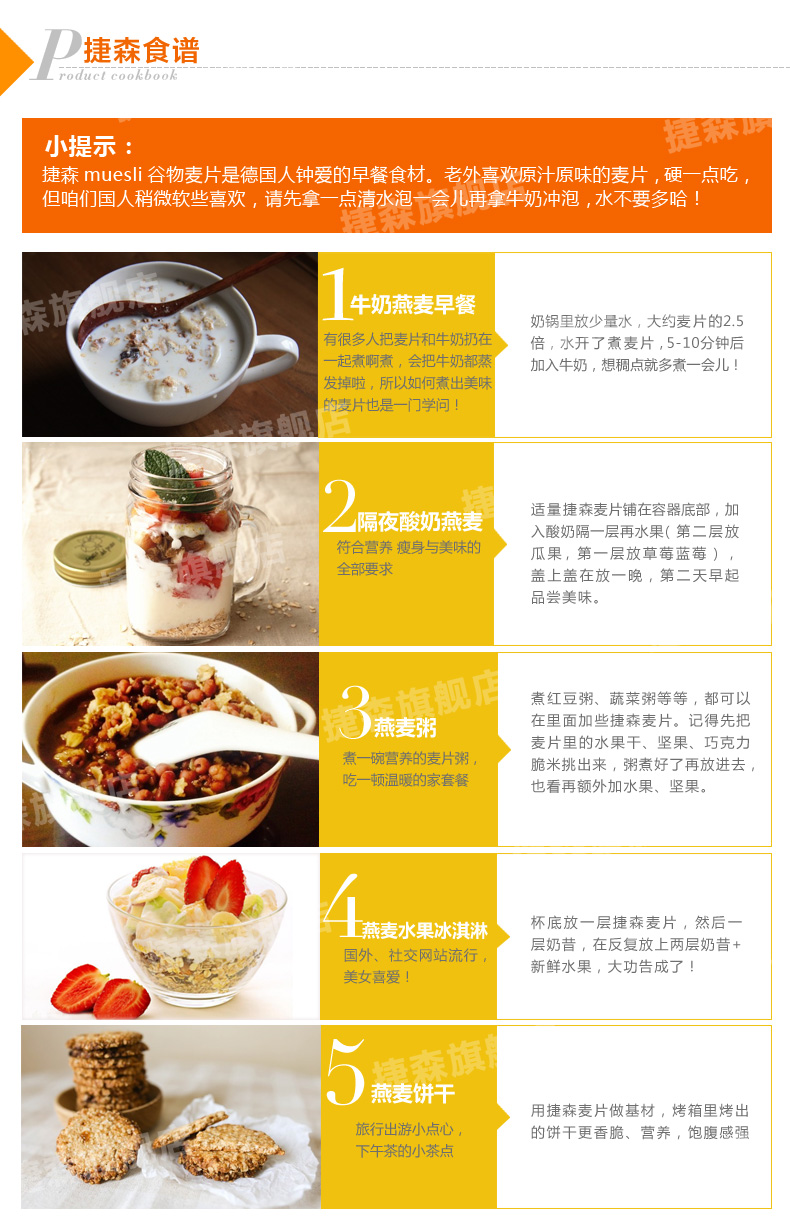 捷森食谱
Product cookbook
捷森旗
小提示：
捷森 muesli 谷物麦片是德国人钟爱的早餐食材。老外喜欢原汁原味的麦片，硬一点吃，
但咱们国人稍微软些喜欢，请先拿一点清水泡一会儿再拿牛奶冲泡，水不要多哈！
捷森旗舰店
森旗舰店
1牛奶燕麦早餐
有很多人把麦片和牛奶扔在
一起煮啊煮，会把牛奶都蒸
发掉啦，所以如何煮出美味
的麦片也是一门学问！
奶锅里放少量水，大约麦片的2.5
倍，水开了煮麦片，5-10分钟后
加入牛奶，想稠点就多煮一会儿！
旗舰店
2隔夜酸奶燕麦
符合营养 瘦身与美味的
全部要求
适量捷森麦片铺在容器底部，加
入酸奶隔一层再水果( 第二层放
瓜果，第一层放草莓蓝莓 )，
盖上盖在放一晚，第二天早起
品尝美味。
捷森旗舰店
3燕麦粥
煮一碗营养的麦片粥，
吃一顿温暖的家套餐
煮红豆粥、蔬菜粥等等，都可以
在里面加些捷森麦片。记得先把
麦片里的水果干、坚果、巧克力
脆米挑出来，粥煮好了再放进去，
也看再额外加水果、坚果。
4燕麦水果冰淇淋
国外、社交网站流行，
美女喜爱！
杯底放一层捷森麦片，然后一
层奶昔，在反复放上两层奶昔+
新鲜水果，大功告成了！
捷森旗舰
5燕麦饼干
旅行出游小点心，
下午茶的小茶点
用捷森麦片做基材，烤箱里烤出
的饼干更香脆、营养，饱腹感强